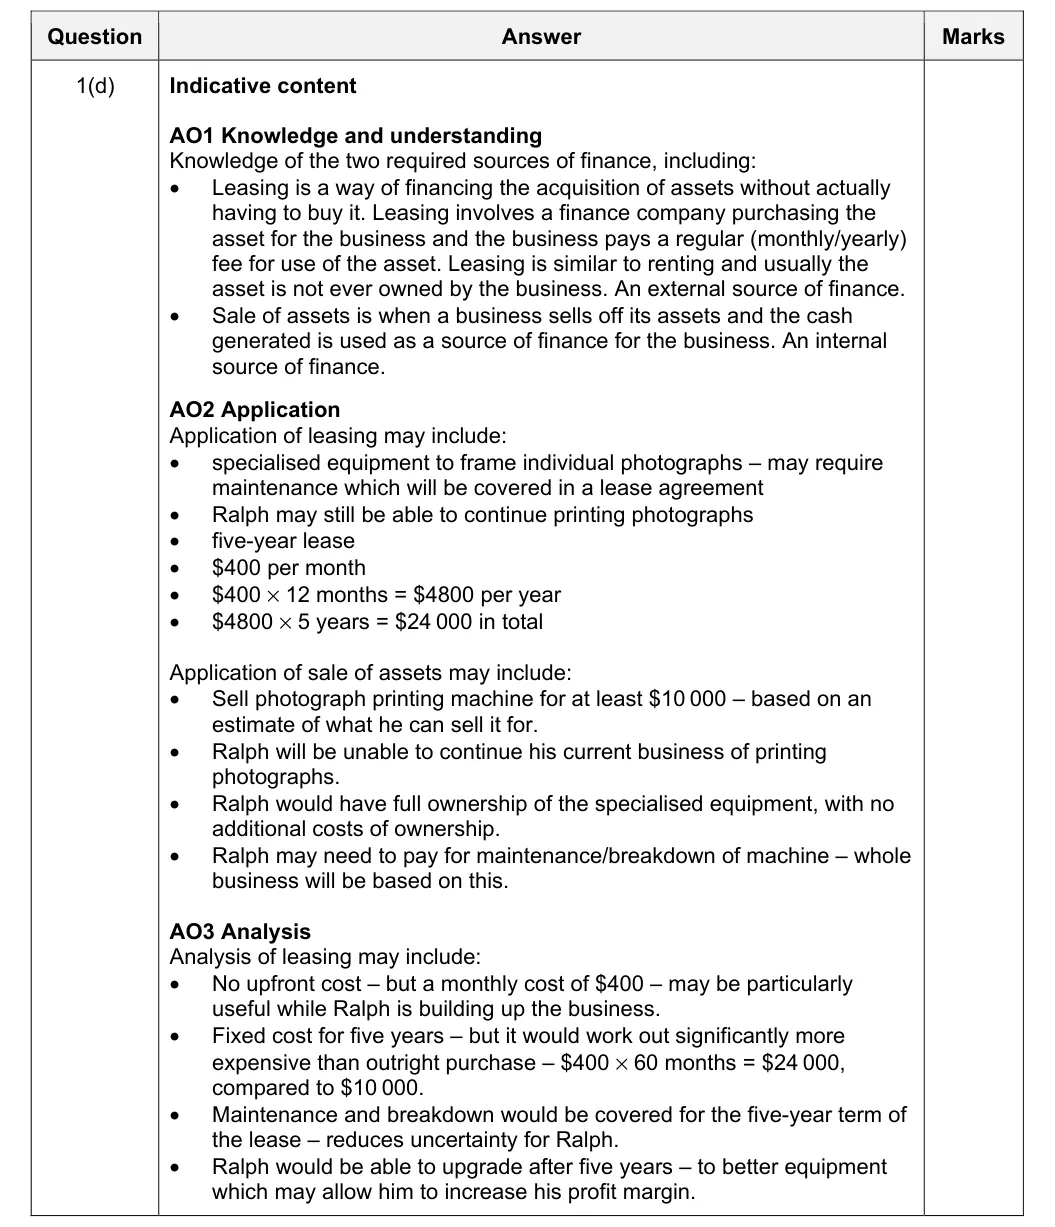 Question Answer Marks
1(d) Indicative content
AO1 Knowledge and understanding
Knowledge of the two required sources of finance, including:
• Leasing is a way of financing the acquisition of assets without actually
having to buy it. Leasing involves a finance company purchasing the
asset for the business and the business pays a regular (monthly/yearly)
fee for use of the asset. Leasing is similar to renting and usually the
asset is not ever owned by the business. An external source of finance.
• Sale of assets is when a business sells off its assets and the cash
generated is used as a source of finance for the business. An internal
source of finance.
AO2 Application
Application of leasing may include:
• specialised equipment to frame individual photographs – may require
maintenance which will be covered in a lease agreement
• Ralph may still be able to continue printing photographs
• five-year lease
• $400 per month
• $400 × 12 months = $4800 per year
• $4800 × 5 years = $24 000 in total
Application of sale of assets may include:
• Sell photograph printing machine for at least $10 000 – based on an
estimate of what he can sell it for.
• Ralph will be unable to continue his current business of printing
photographs.
• Ralph would have full ownership of the specialised equipment, with no
additional costs of ownership.
• Ralph may need to pay for maintenance/breakdown of machine – whole
business will be based on this.
AO3 Analysis
Analysis of leasing may include:
• No upfront cost – but a monthly cost of $400 – may be particularly
useful while Ralph is building up the business.
• Fixed cost for five years – but it would work out significantly more
expensive than outright purchase – $400 × 60 months = $24 000,
compared to $10 000.
• Maintenance and breakdown would be covered for the five-year term of
the lease – reduces uncertainty for Ralph.
• Ralph would be able to upgrade after five years – to better equipment
which may allow him to increase his profit margin.